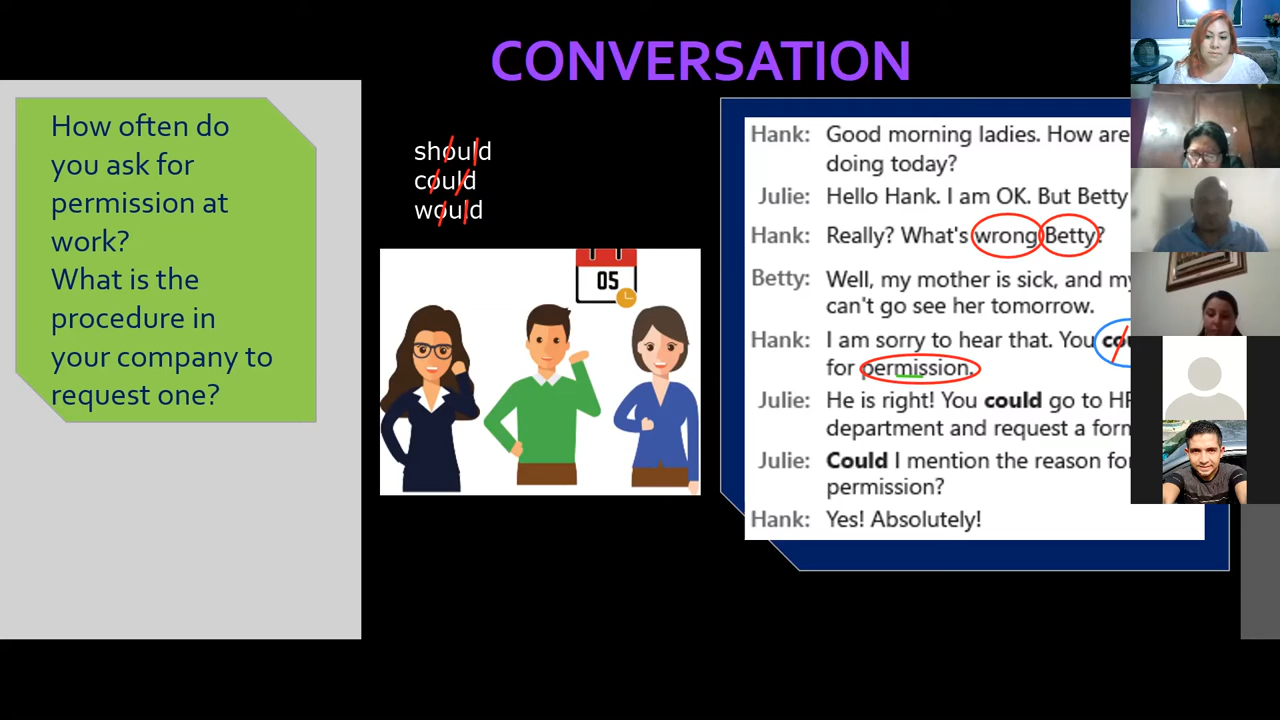 CONVERSATION
How often do
you ask for
permission at
work?
What is the
procedure in
your company to
request one?
should
could
would
05
Hank: Good morning ladies. How are
doing today?
Julie: Hello Hank. I am OK. But Betty
Hank: Really? What's wrong Betty?
Betty: Well, my mother is sick, and my
can't go see her tomorrow.
Hank: I am sorry to hear that. You
for permission.
Julie: He is right! You could go to HR
department and request a form
Julie: Could I mention the reason for
permission?
Hank: Yes! Absolutely!